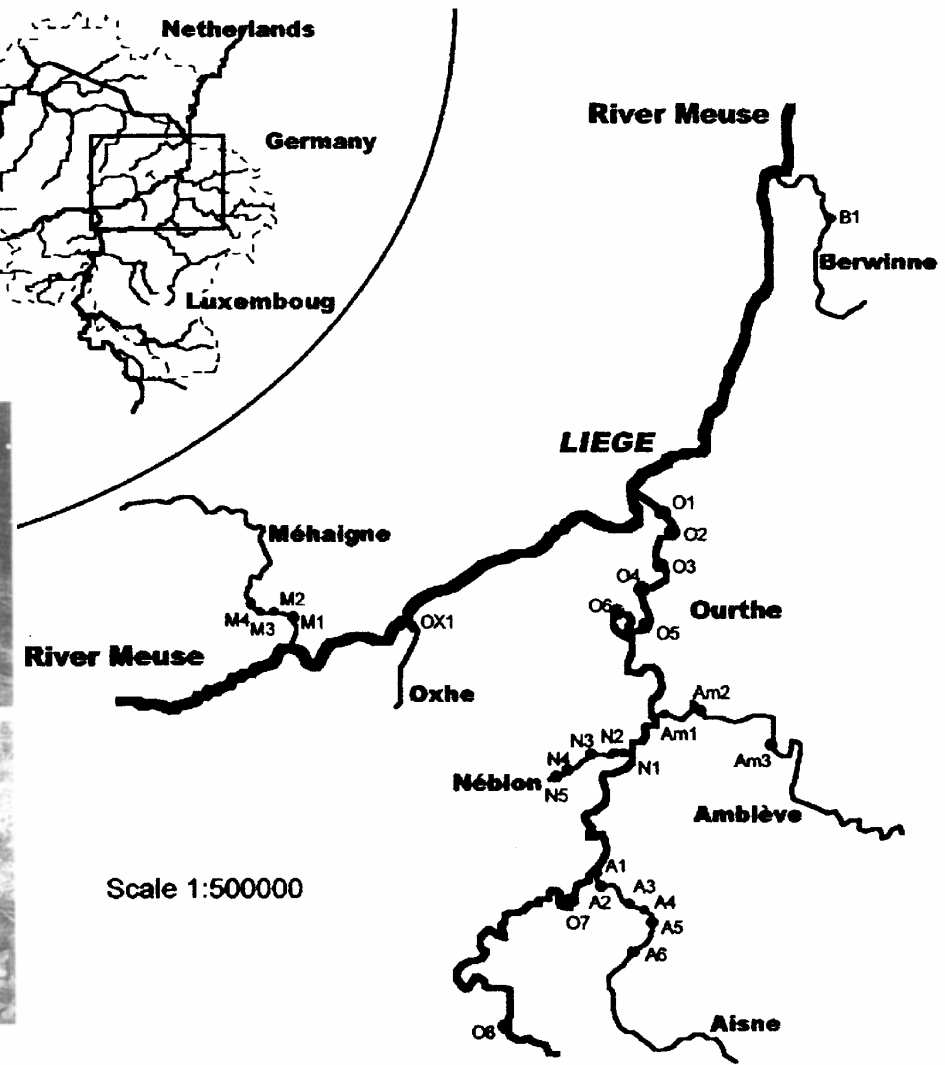 Netherlands
River Meuse
Germany
B1
Berwinne
Luxemboug
LIEGE
O1
O2
Méhaigne
O3
O4
M2
O6
Ourthe
M4
M3
M1
OX1
O5
River Meuse
Oxhe
Am2
Am1
N3
N2
N4
N1
Am3
Néblon
N5
Amblève
A1
Scale 1:500000
A2
A3
A4
O7
A5
A6
O8
Aisne